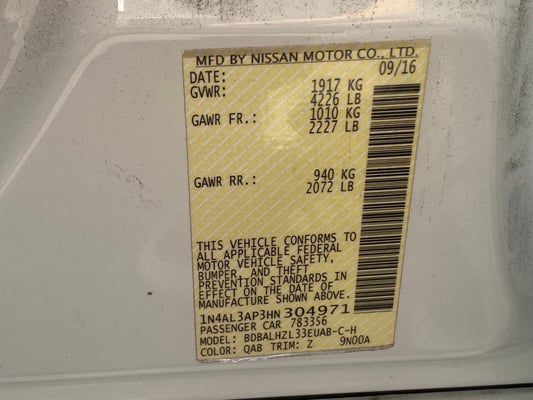 MFD BY NISSAN MOTOR CO., LTD.
DATE: 09/16
GVWR: 1917 KG
4226 LB
GAWR FR.: 1010 KG
2227 LB
GAWR RR.: 940 KG
2072 LB
THIS VEHICLE CONFORMS TO
ALL APPLICABLE FEDERAL
MOTOR VEHICLE SAFETY,
BUMPER, AND THEFT
PREVENTION STANDARDS IN
EFFECT ON THE DATE OF
MANUFACTURE SHOWN ABOVE.
1N4AL3AP3HN 304971
PASSENGER CAR 783356
MODEL: BDBALHZL33EUAB-C-H
COLOR: QAB TRIM: Z 9N00A